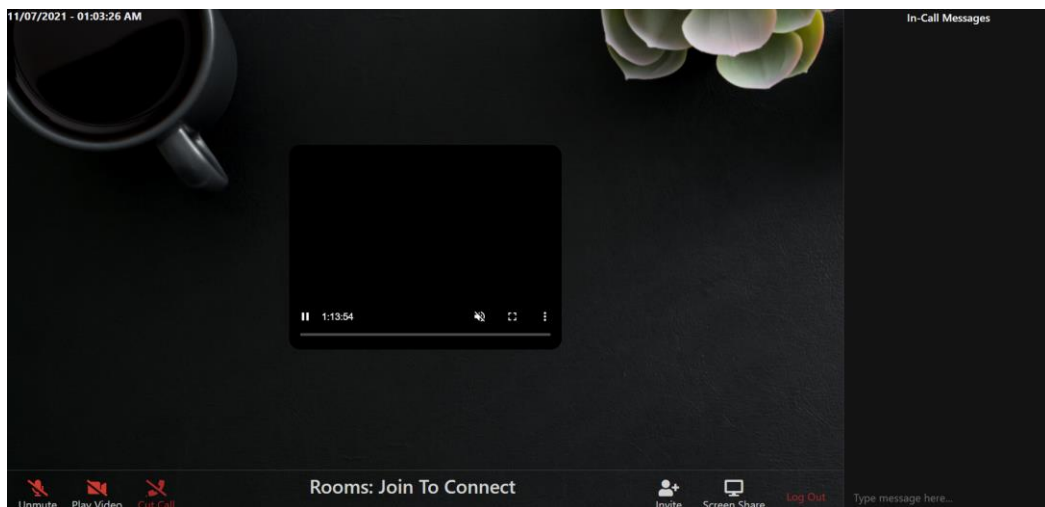 11/07/2021 - 01:03:26 AM
In-Call Messages
1:13:54
Unmute Play Video Cut Call
Rooms: Join To Connect
Invite Screen Share Log Out
Type message here...